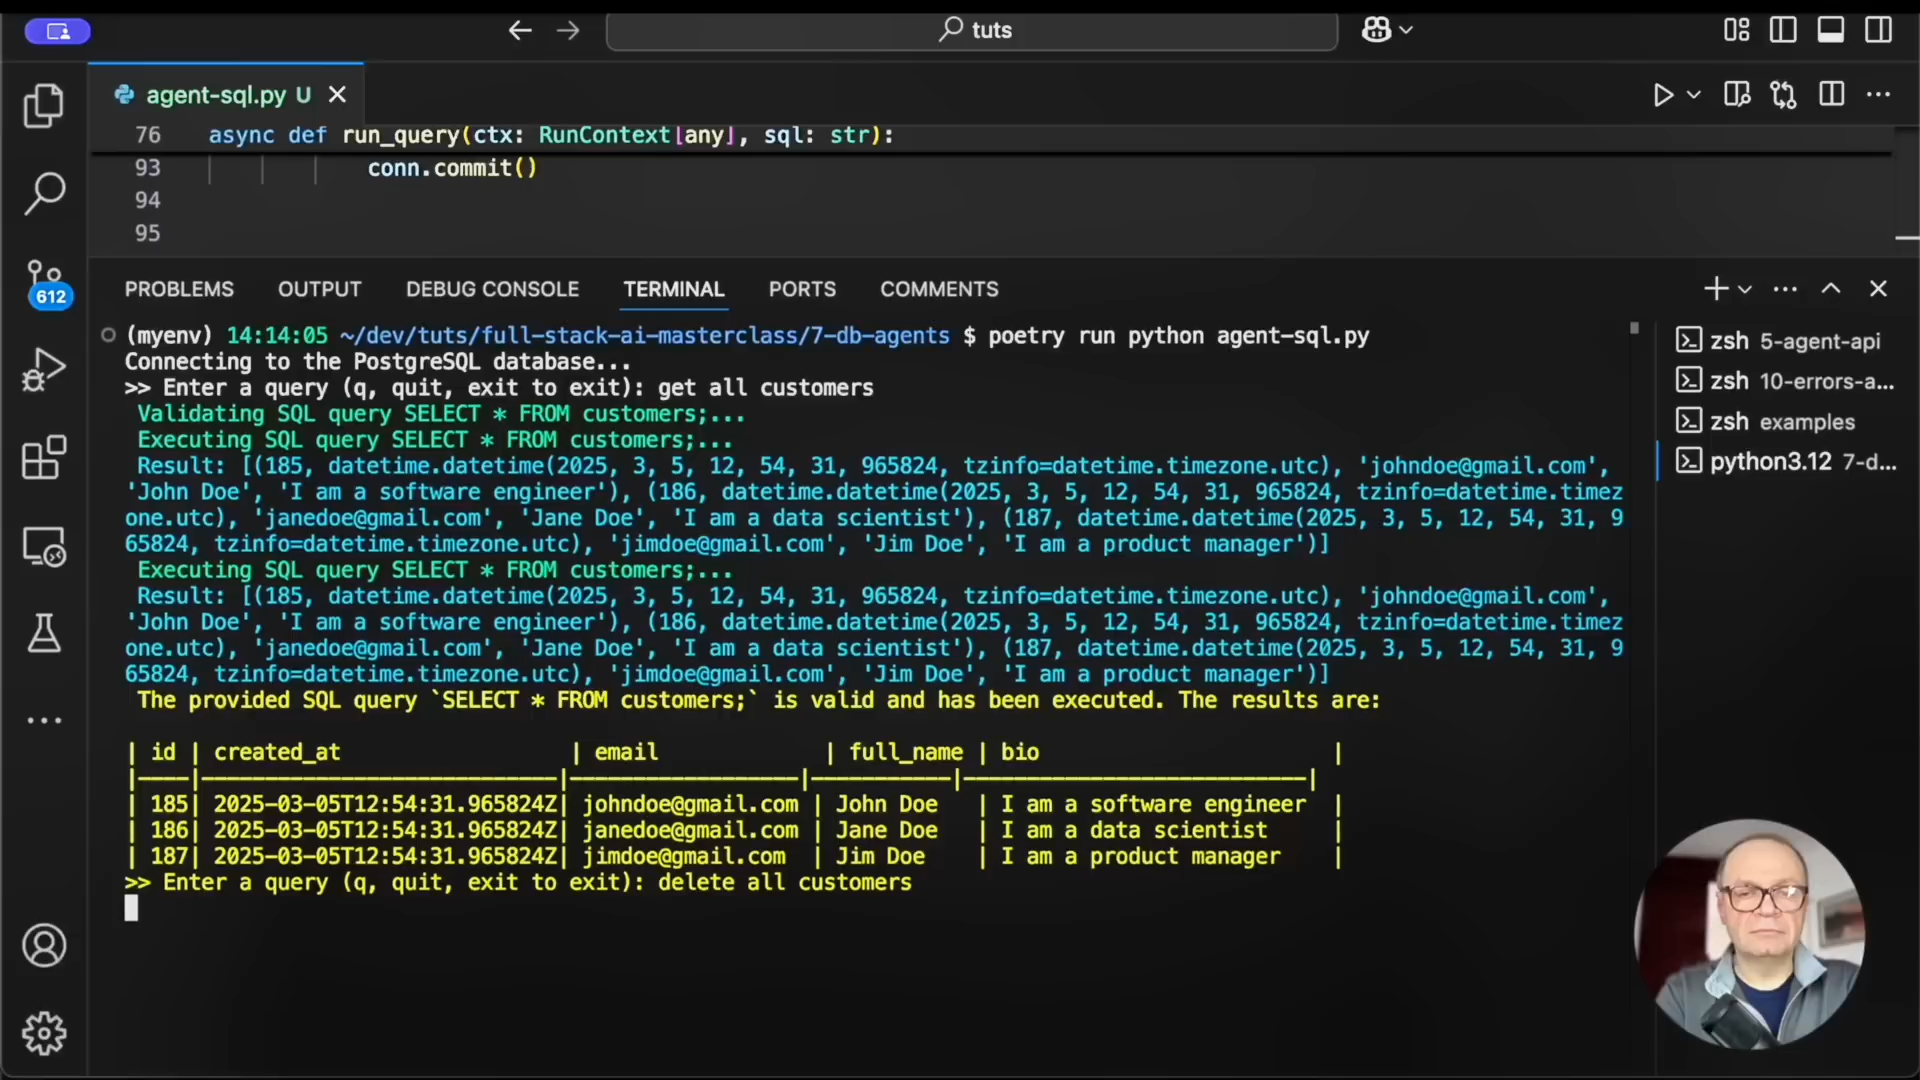 tuts
agent-sql.py U
76 async def run_query(ctx: RunContext[any], sql: str):
93 conn.commit()
94
95
612
PROBLEMS OUTPUT DEBUG CONSOLE TERMINAL PORTS COMMENTS
(myenv) 14:14:05 ~/dev/tuts/full-stack-ai-masterclass/7-db-agents $ poetry run python agent-sql.py
Connecting to the PostgreSQL database...
>> Enter a query (q, quit, exit to exit): get all customers
Validating SQL query SELECT * FROM customers;...
Executing SQL query SELECT * FROM customers;...
Result: [(185, datetime.datetime(2025, 3, 5, 12, 54, 31, 965824, tzinfo=datetime.timezone.utc), 'johndoe@gmail.com',
'John Doe', 'I am a software engineer'), (186, datetime.datetime(2025, 3, 5, 12, 54, 31, 965824, tzinfo=datetime.timez
one.utc), 'janedoe@gmail.com', 'Jane Doe', 'I am a data scientist'), (187, datetime.datetime(2025, 3, 5, 12, 54, 31, 9
65824, tzinfo=datetime.timezone.utc), 'jimdoe@gmail.com', 'Jim Doe', 'I am a product manager')]
Executing SQL query SELECT * FROM customers;...
Result: [(185, datetime.datetime(2025, 3, 5, 12, 54, 31, 965824, tzinfo=datetime.timezone.utc), 'johndoe@gmail.com',
'John Doe', 'I am a software engineer'), (186, datetime.datetime(2025, 3, 5, 12, 54, 31, 965824, tzinfo=datetime.timez
one.utc), 'janedoe@gmail.com', 'Jane Doe', 'I am a data scientist'), (187, datetime.datetime(2025, 3, 5, 12, 54, 31, 9
65824, tzinfo=datetime.timezone.utc), 'jimdoe@gmail.com', 'Jim Doe', 'I am a product manager')]
The provided SQL query `SELECT * FROM customers;` is valid and has been executed. The results are:
| id | created_at | email | full_name | bio |
|----|----------------------------|------------------|-----------|---------------------------|
| 185| 2025-03-05T12:54:31.965824Z| johndoe@gmail.com | John Doe | I am a software engineer |
| 186| 2025-03-05T12:54:31.965824Z| janedoe@gmail.com | Jane Doe | I am a data scientist |
| 187| 2025-03-05T12:54:31.965824Z| jimdoe@gmail.com | Jim Doe | I am a product manager |
>> Enter a query (q, quit, exit to exit): delete all customers
zsh 5-agent-api
zsh 10-errors-a...
zsh examples
python3.12 7-d...